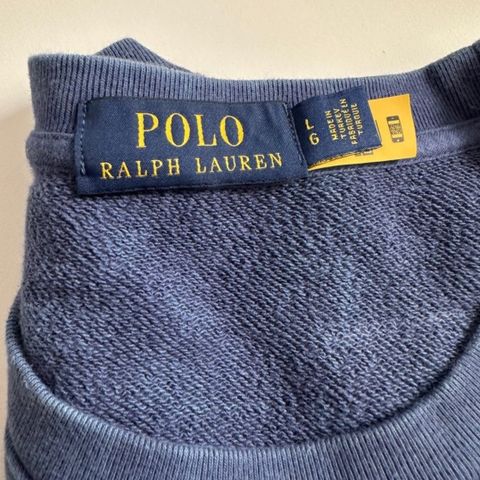 POLO
RALPH LAUREN
L
G
MADE IN
TURKEY
FABRIQUÉ EN
TURQUIE